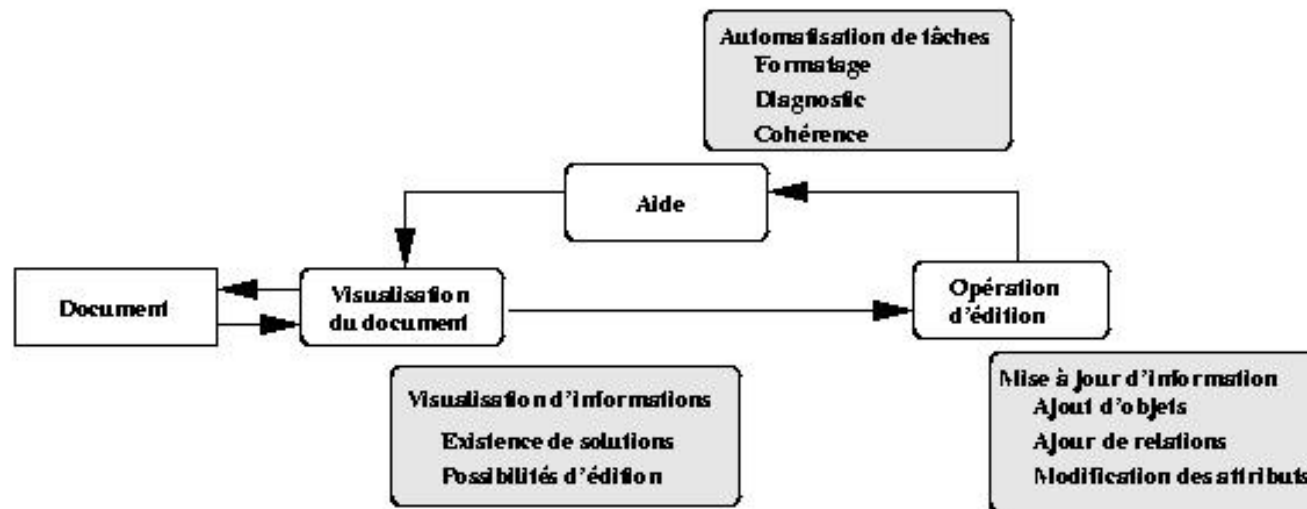 Automatisation de tâches
Formatage
Diagnostic
Cohérence
Aide
Document
Visualisation
du document
Opération
d'édition
Visualisation d'informations
Existence de solutions
Possibilités d'édition
Mise à jour d'information
Ajout d'objets
Ajour de relations
Modification des attributs